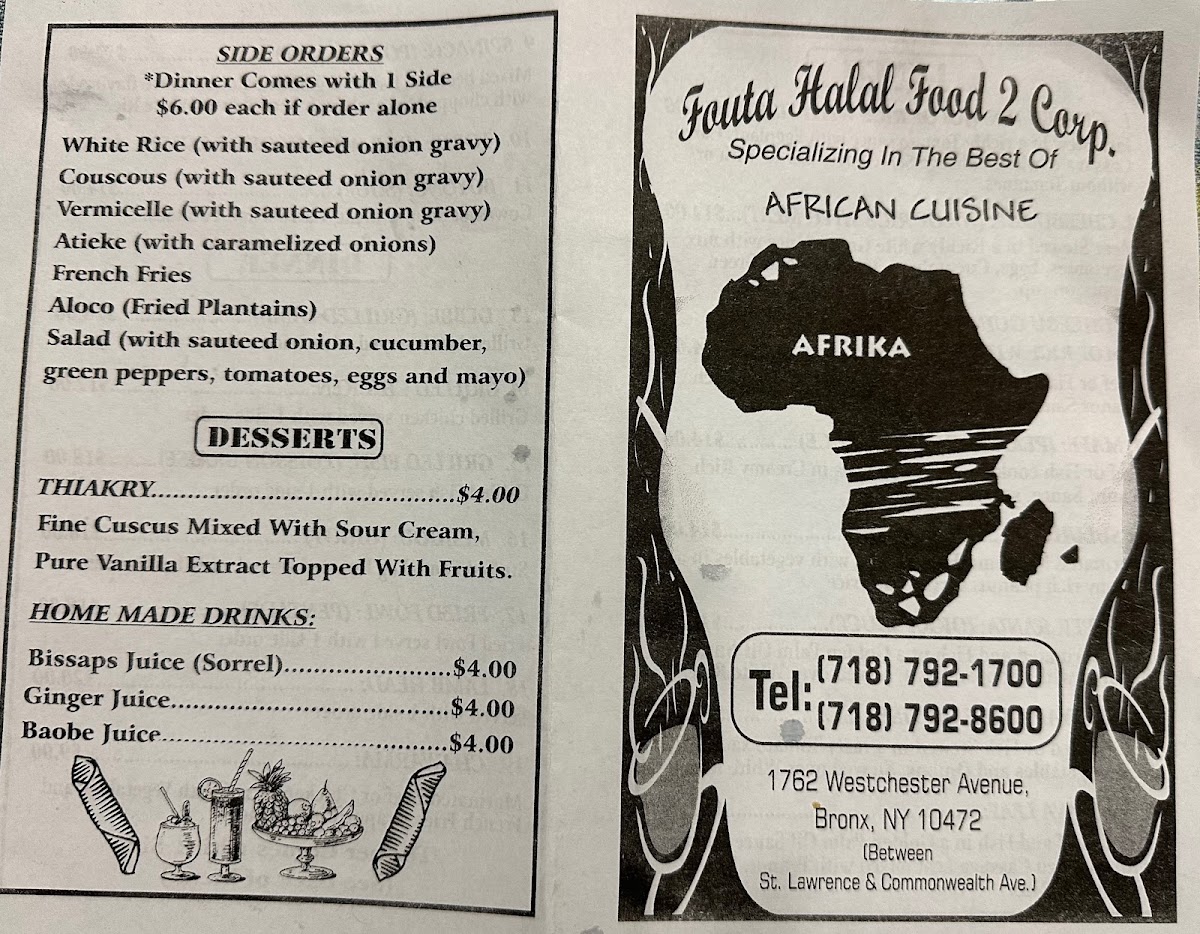 SIDE ORDERS
*Dinner Comes with 1 Side
$6.00 each if order alone
White Rice (with sauteed onion gravy)
Couscous (with sauteed onion gravy)
Vermicelle (with sauteed onion gravy)
Atieke (with caramelized onions)
French Fries
Aloco (Fried Plantains)
Salad (with sauteed onion, cucumber,
green peppers, tomatoes, eggs and mayo)
DESSERTS
THIAKRY..................................$4.00
Fine Cuscus Mixed With Sour Cream,
Pure Vanilla Extract Topped With Fruits.
HOME MADE DRINKS:
Bissaps Juice (Sorrel)....................$4.00
Ginger Juice.................................$4.00
Baobe Juice..................................$4.00
Fouta Halal Food 2 Corp.
Specializing In The Best Of
AFRICAN CUISINE
AFRIKA
Tel: (718) 792-1700
(718) 792-8600
1762 Westchester Avenue,
Bronx, NY 10472
(Between
St. Lawrence & Commonwealth Ave.)